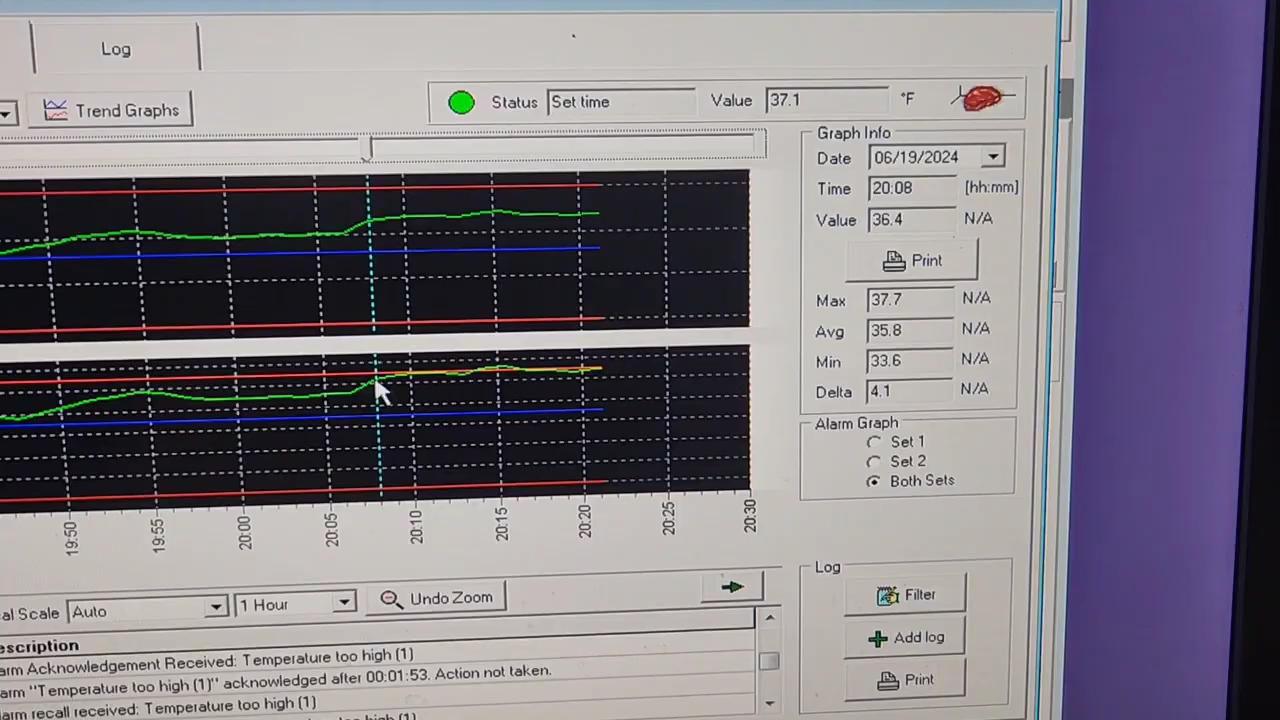 Log
Trend Graphs
Status Set time Value 37.1 °F
Graph Info
Date 06/19/2024
Time 20:08 [hh:mm]
Value 36.4 N/A
Print
Max 37.7 N/A
Avg 35.8 N/A
Min 33.6 N/A
Delta 4.1 N/A
Alarm Graph
Set 1
Set 2
Both Sets
19:50 19:55 20:00 20:05 20:10 20:15 20:20 20:25 20:30
al Scale Auto 1 Hour Undo Zoom
escription
arm Acknowledgement Received: Temperature too high (1)
arm "Temperature too high (1)" acknowledged after 00:01:53. Action not taken.
larm recall received: Temperature too high (1)
high (1)
Log
Filter
Add log
Print